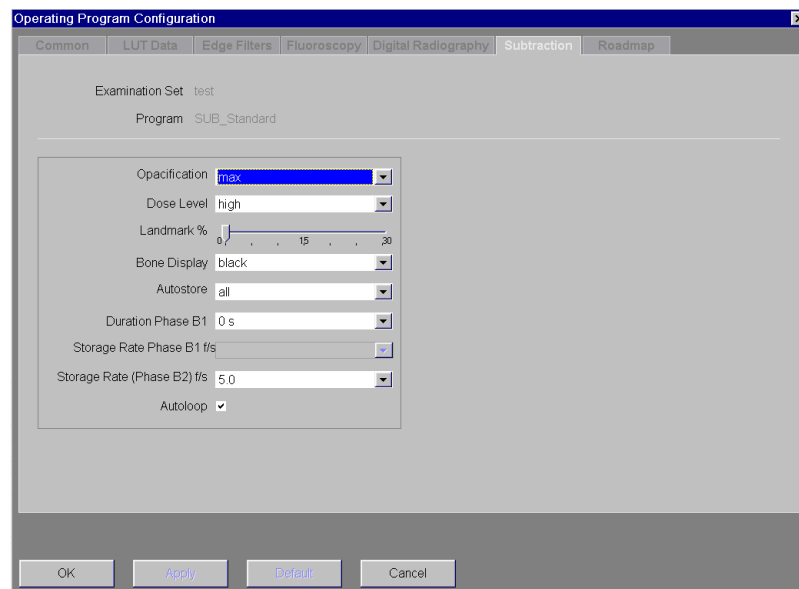 Operating Program Configuration
Common LUT Data Edge Filters Fluoroscopy Digital Radiography Subtraction Roadmap
Examination Set test
Program SUB_Standard
Opacification max
Dose Level high
Landmark %
0 , , 15 , , 30
Bone Display black
Autostore all
Duration Phase B1 0 s
Storage Rate Phase B1 f/s
Storage Rate (Phase B2) f/s 5.0
Autoloop
OK Apply Default Cancel